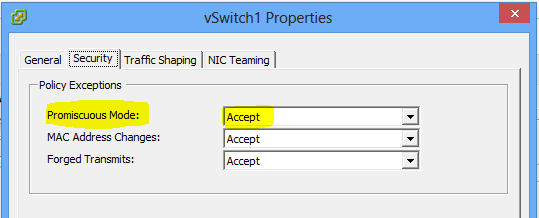 vSwitch1 Properties
General Security Traffic Shaping NIC Teaming
Policy Exceptions
Promiscuous Mode: Accept
MAC Address Changes: Accept
Forged Transmits: Accept